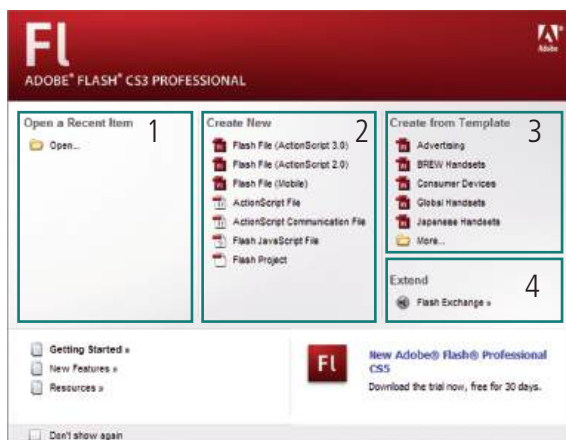 Fl
Adobe
ADOBE® FLASH® CS3 PROFESSIONAL
Open a Recent Item
1
Open...
Create New
2
Flash File (ActionScript 3.0)
Flash File (ActionScript 2.0)
Flash File (Mobile)
ActionScript File
ActionScript Communication File
Flash JavaScript File
Flash Project
Create from Template
3
Advertising
BREW Handsets
Consumer Devices
Global Handsets
Japanese Handsets
More...
Extend
4
Flash Exchange »
Getting Started »
New Features »
Resources »
Fl
New Adobe® Flash® Professional
CS5
Download the trial now, free for 30 days.
Don't show again